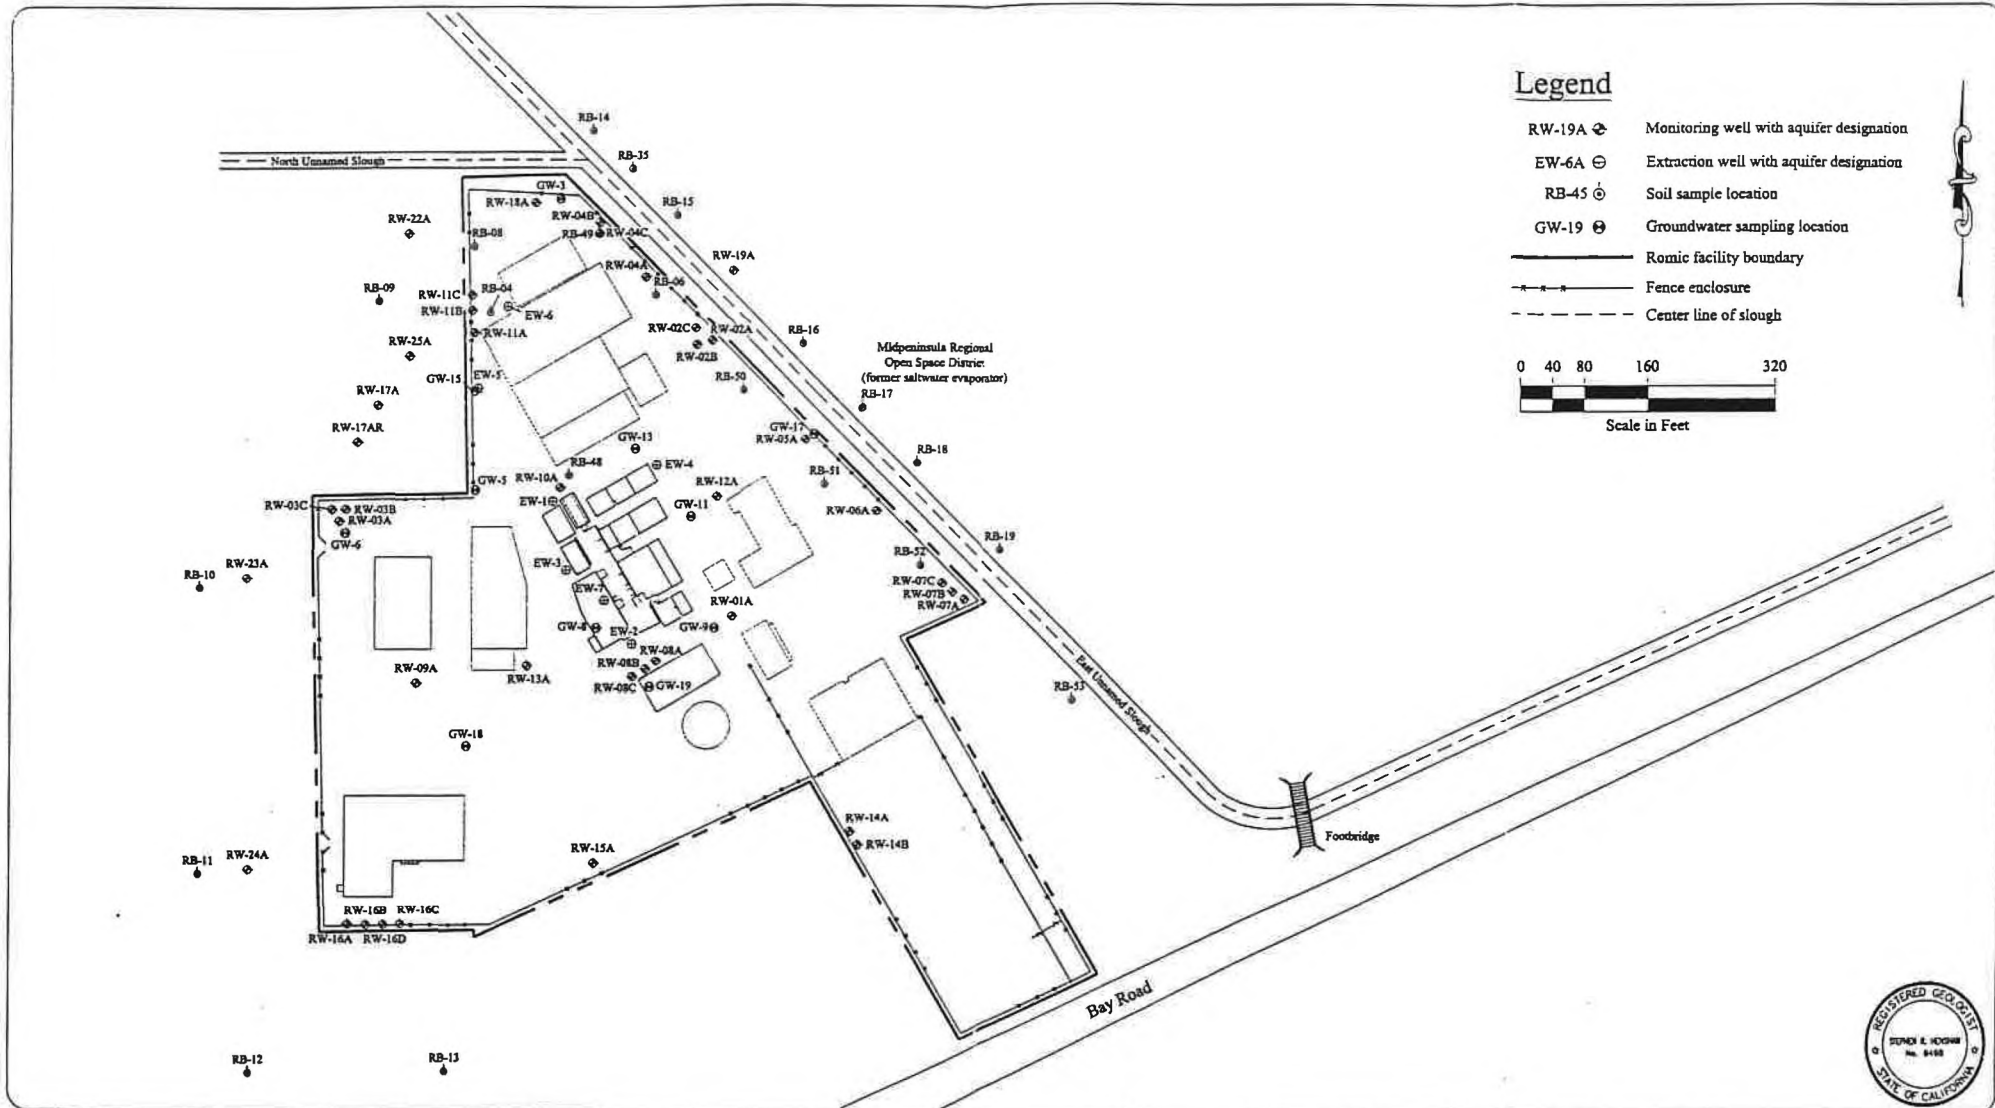 Legend
RW-19A Monitoring well with aquifer designation
EW-6A Extraction well with aquifer designation
RB-45 Soil sample location
GW-19 Groundwater sampling location
Romic facility boundary
Fence enclosure
Center line of slough
0 40 80 160 320
Scale in Feet
RB-14
North Unnamed Slough
RB-35
GW-3
RW-18A
RB-15
RW-04B
RW-22A
RB-08
RB-49
RW-04C
RW-19A
RW-04A
RB-09
RW-11C
RB-04
RB-06
RW-11B
EW-6
RW-11A
RW-02C
RW-02A
RB-16
RW-02B
RW-25A
Midpeninsula Regional
Open Space District
(former saltwater evaporator)
GW-15
EW-5
RB-50
RW-17A
RB-17
RW-17AR
GW-13
GW-17
RW-05A
RB-18
RB-48
EW-4
RW-10A
RB-51
GW-5
EW-1
RW-12A
RW-03C
RW-03B
RW-03A
GW-11
RW-06A
GW-6
RB-19
RB-52
RB-10
RW-23A
EW-3
RW-07C
EW-7
RW-07B
RW-07A
RW-01A
GW-8
EW-2
GW-9
RW-08A
RW-08B
RW-09A
RW-13A
RW-08C
GW-19
East Unnamed Slough
RB-53
GW-18
RW-14A
RW-14B
Footbridge
RB-11
RW-24A
RW-15A
RW-16B
RW-16C
RW-16A
RW-16D
Bay Road
RB-12
RB-13
REGISTERED GEOLOGIST
No.
STATE OF CALIFORNIA